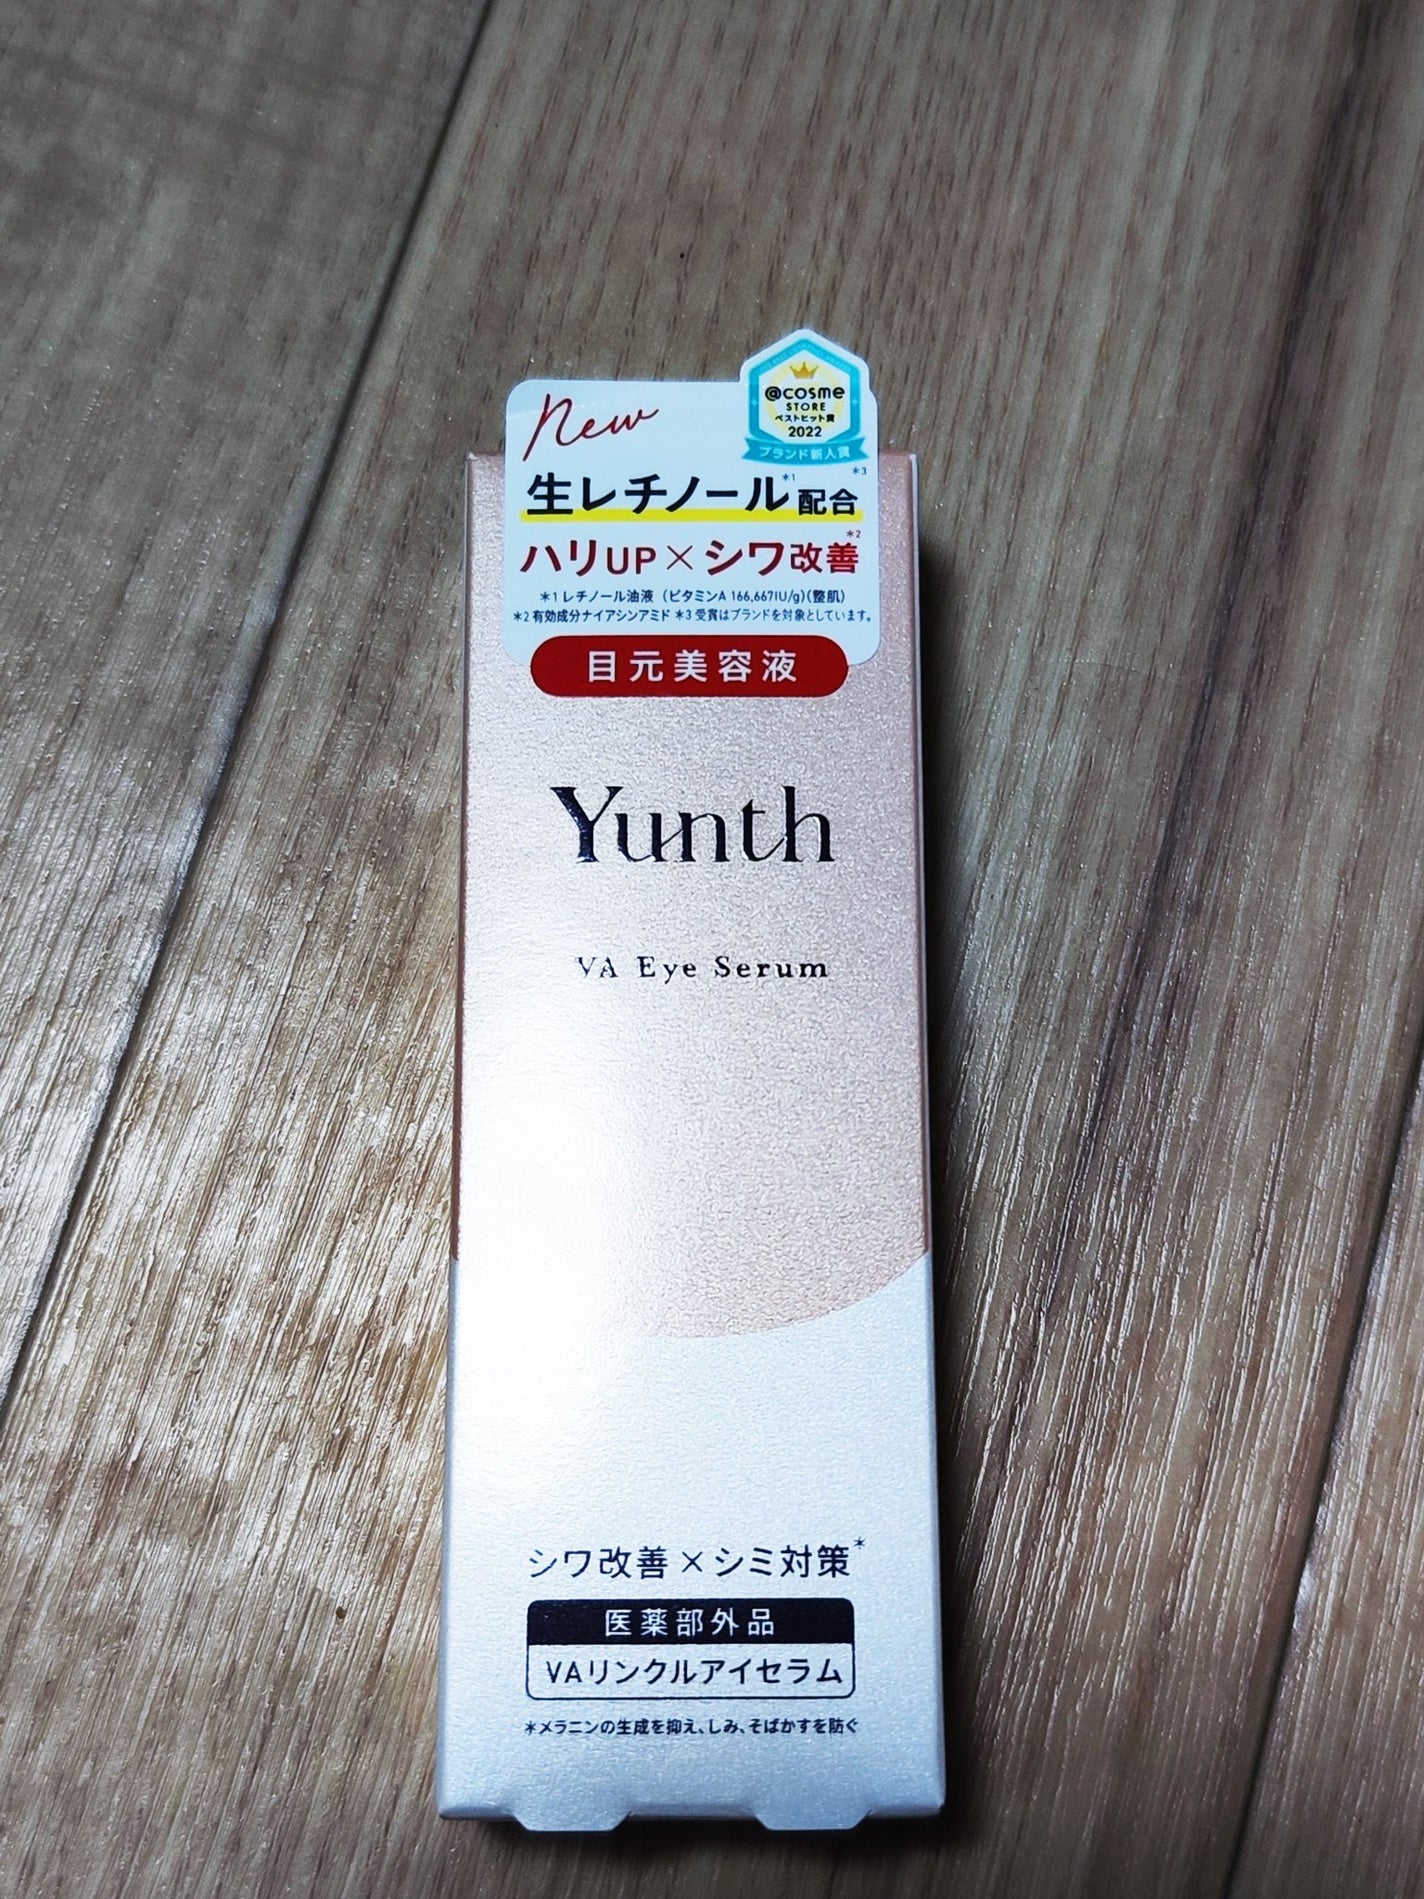 New
@cosme
STORE
ベストヒット賞
2022
ブランド新人賞
生レチノール*1配合*3
ハリUP×シワ改善*2
*1 レチノール油液（ビタミンA 166,667IU/g)(整肌)
*2 有効成分ナイアシンアミド *3 受賞はブランドを対象としています。
目元美容液
Yunth
VA Eye Serum
シワ改善×シミ対策*
医薬部外品
VAリンクルアイセラム
*メラニンの生成を抑え、しみ、そばかすを防ぐ